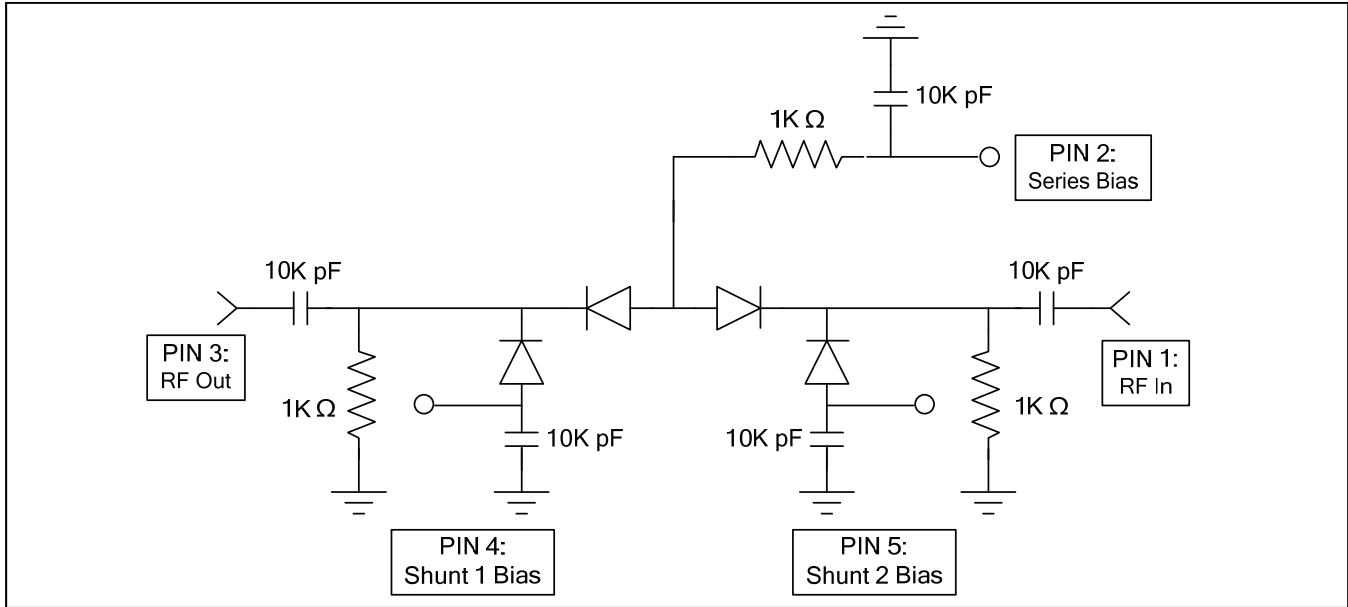 10K pF
1K Ω
PIN 2:
Series Bias
10K pF
10K pF
PIN 3:
RF Out
PIN 1:
RF In
1K Ω
10K pF
10K pF
1K Ω
PIN 4:
Shunt 1 Bias
PIN 5:
Shunt 2 Bias